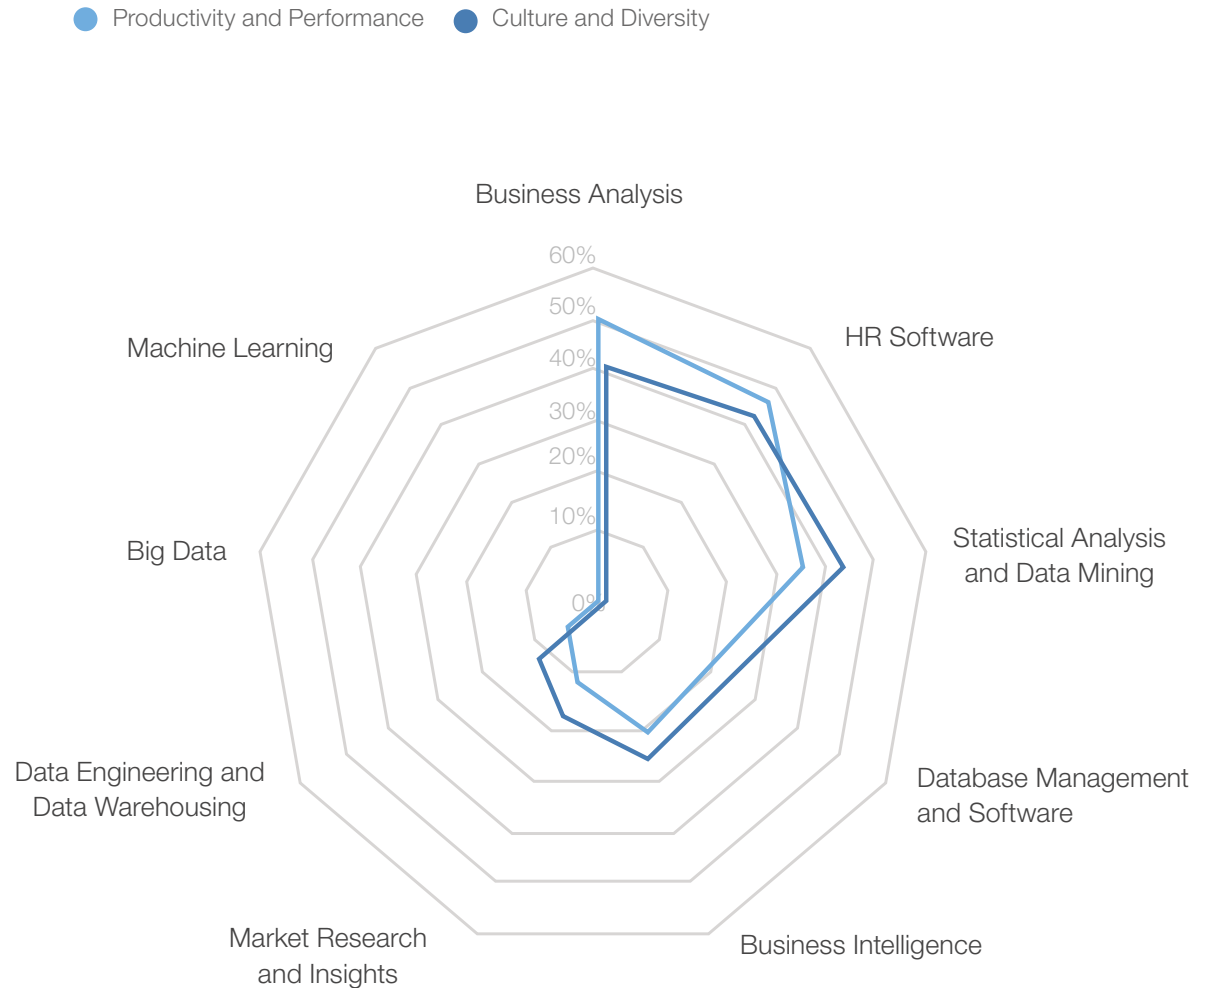 Productivity and Performance
Culture and Diversity
Business Analysis
60%
50%
40%
30%
20%
10%
0%
HR Software
Statistical Analysis
and Data Mining
Database Management
and Software
Business Intelligence
Market Research
and Insights
Data Engineering and
Data Warehousing
Big Data
Machine Learning